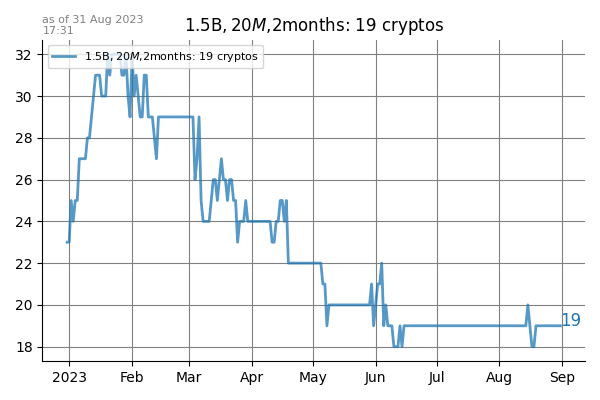 as of 31 Aug 2023
17:31
1.5B, 20M, 2months: 19 cryptos
1.5B, 20M, 2months: 19 cryptos
32
30
28
26
24
22
20
18
19
2023 Feb Mar Apr May Jun Jul Aug Sep